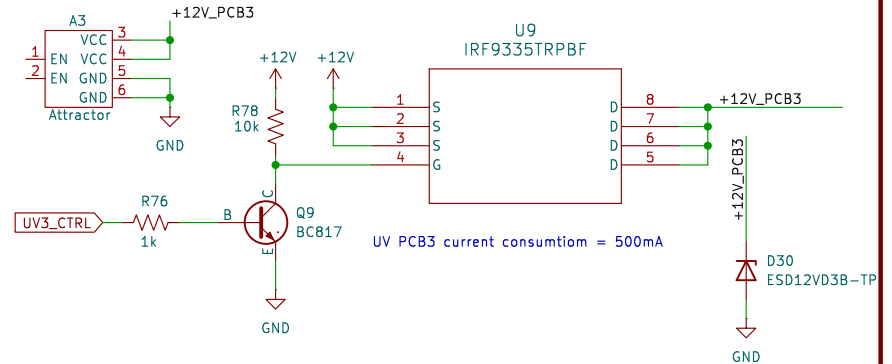 +12V_PCB3
A3
VCC 3
1 EN VCC 4
2 EN GND 5
GND 6
Attractor
GND
+12V
+12V
R78
10k
U9
IRF9335TRPBF
1 S D 8
2 S D 7
3 S D 6
4 G D 5
+12V_PCB3
+12V_PCB3
UV3_CTRL
R76
1k
B
C
E
Q9
BC817
GND
UV PCB3 current consumtiom = 500mA
D30
ESD12VD3B-TP
GND